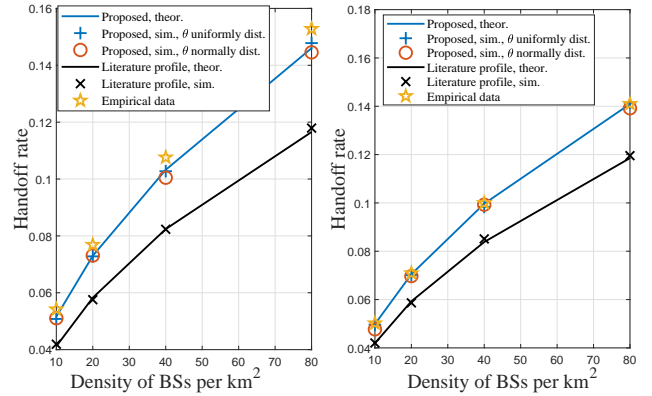 Proposed, theor.
Proposed, sim., θ uniformly dist.
Proposed, sim., θ normally dist.
Literature profile, theor.
Literature profile, sim.
Empirical data
0.16
0.14
0.12
0.1
0.08
0.06
0.04
Handoff rate
10 20 30 40 50 60 70 80
Density of BSs per km²
Proposed, theor.
Proposed, sim., θ uniformly dist.
Proposed, sim., θ normally dist.
Literature profile, theor.
Literature profile, sim.
Empirical data
0.18
0.16
0.14
0.12
0.1
0.08
0.06
0.04
Handoff rate
10 20 30 40 50 60 70 80
Density of BSs per km²